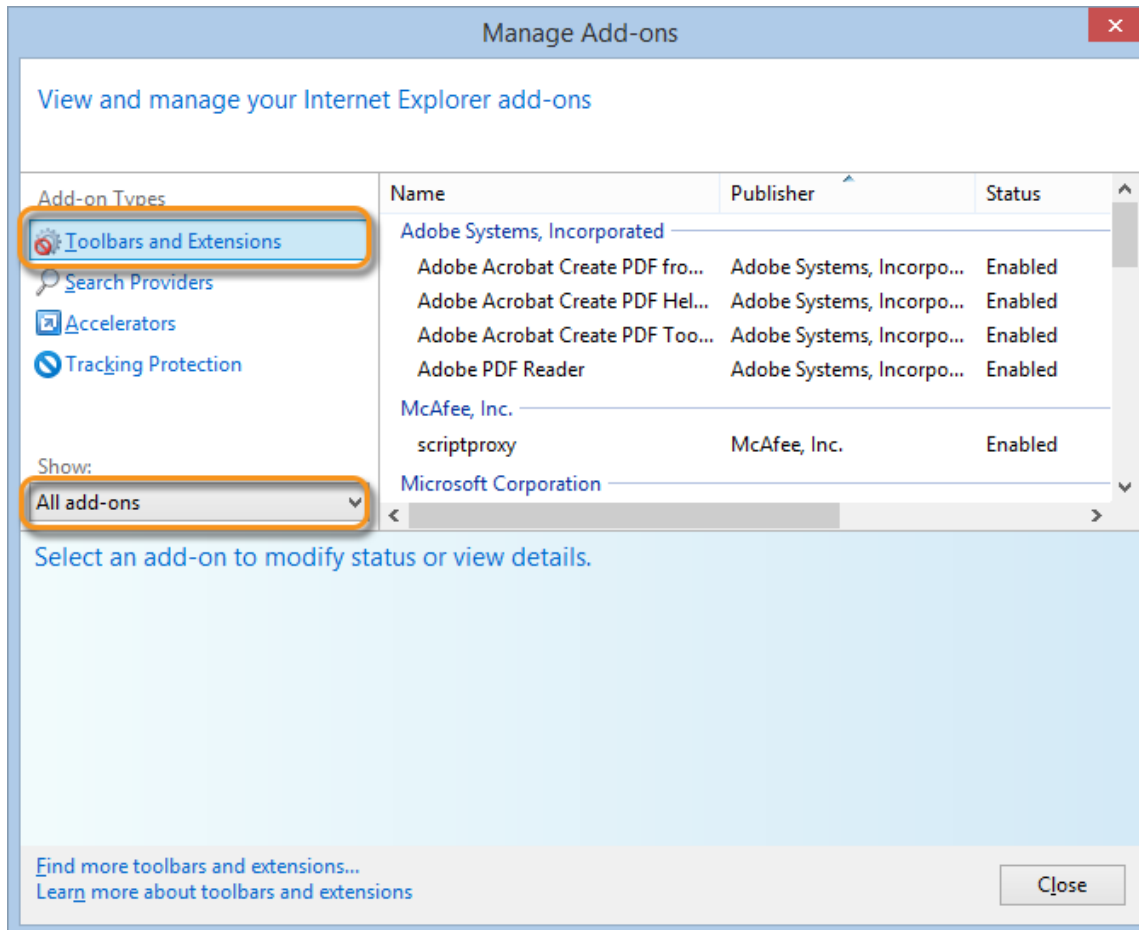 Manage Add-ons
View and manage your Internet Explorer add-ons
Add-on Types
Toolbars and Extensions
Search Providers
Accelerators
Tracking Protection
Show:
All add-ons
Name Publisher Status
Adobe Systems, Incorporated
Adobe Acrobat Create PDF fro... Adobe Systems, Incorpo... Enabled
Adobe Acrobat Create PDF Hel... Adobe Systems, Incorpo... Enabled
Adobe Acrobat Create PDF Too... Adobe Systems, Incorpo... Enabled
Adobe PDF Reader Adobe Systems, Incorpo... Enabled
McAfee, Inc.
scriptproxy McAfee, Inc. Enabled
Microsoft Corporation
Select an add-on to modify status or view details.
Find more toolbars and extensions...
Learn more about toolbars and extensions
Close